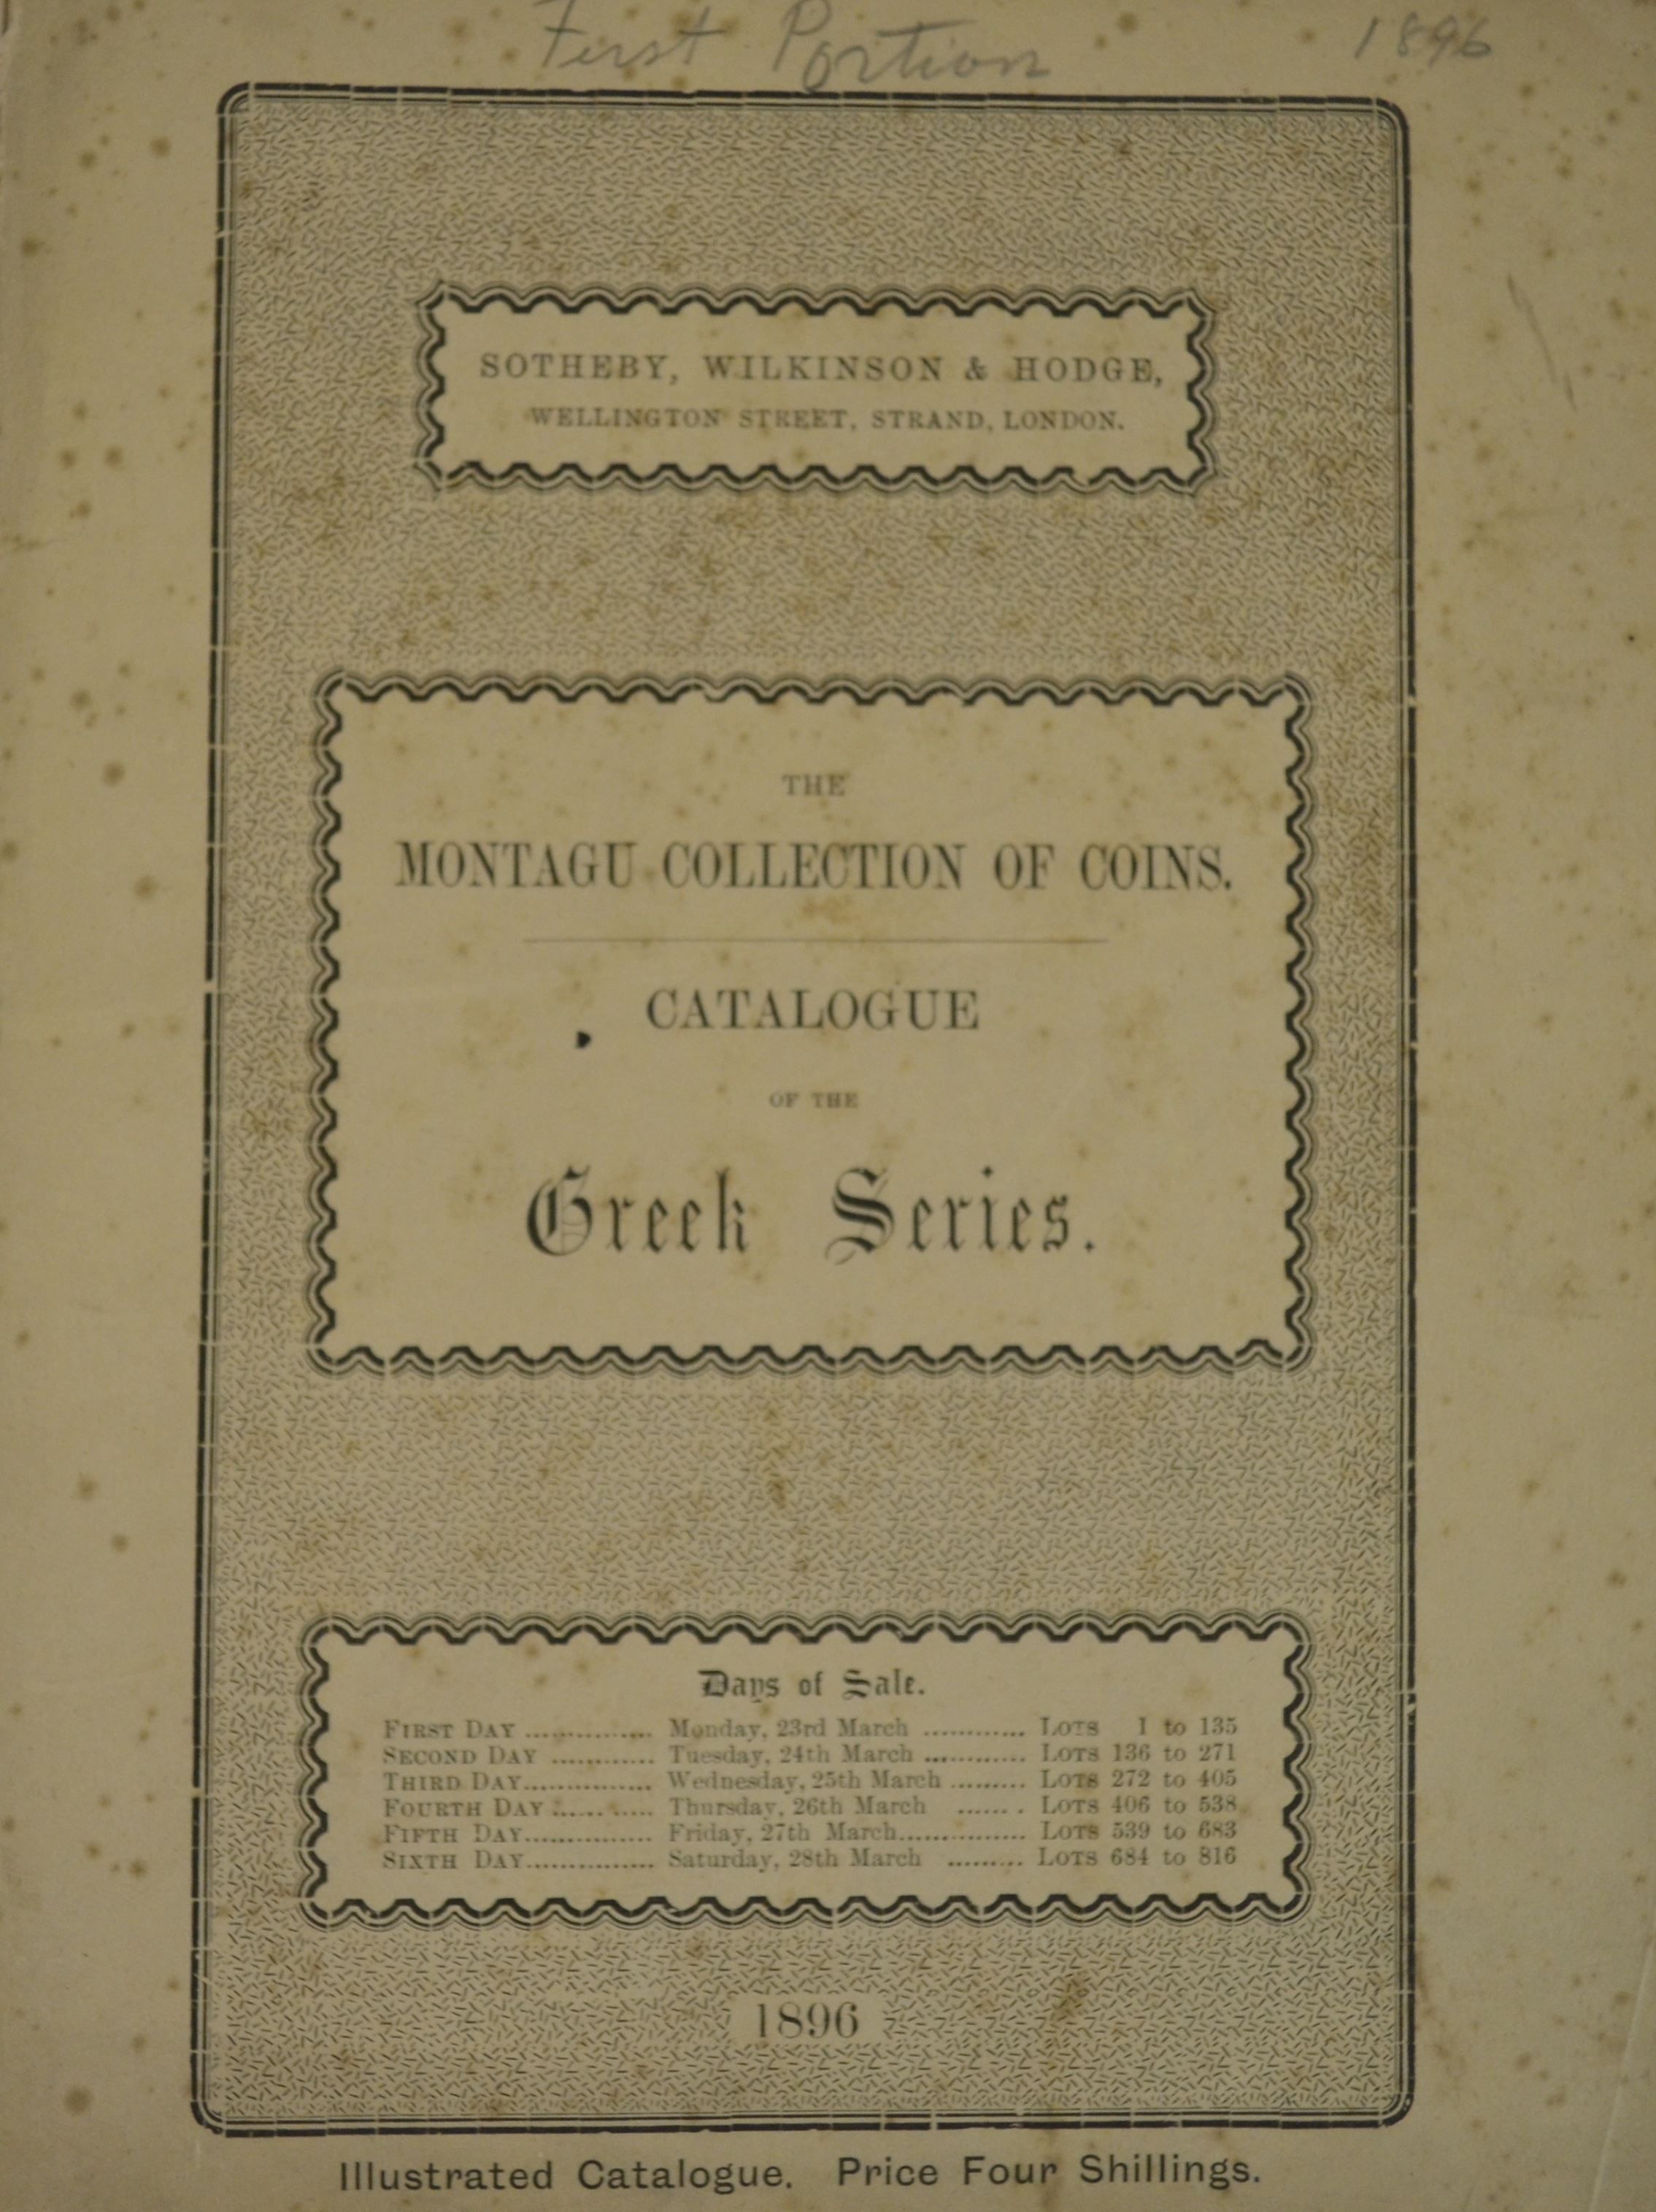 First Portion 1896
SOTHEBY, WILKINSON & HODGE,
WELLINGTON STREET, STRAND, LONDON.
THE
MONTAGU COLLECTION OF COINS.
CATALOGUE
OF THE
Greek Series.
Days of Sale.
FIRST DAY .............. Monday, 23rd March ............ LOTS 1 to 135
SECOND DAY ............ Tuesday, 24th March ............ LOTS 136 to 271
THIRD DAY............... Wednesday, 25th March ......... LOTS 272 to 405
FOURTH DAY ............ Thursday, 26th March ....... . LOTS 406 to 538
FIFTH DAY............... Friday, 27th March............... LOTS 539 to 683
SIXTH DAY............... Saturday, 28th March ......... LOTS 684 to 816
1896
Illustrated Catalogue. Price Four Shillings.